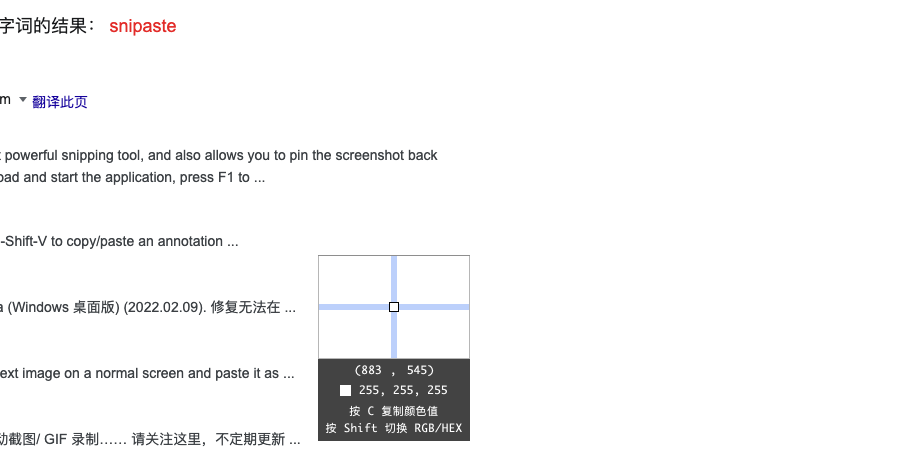 字词的结果： snipaste
m 翻译此页
powerful snipping tool, and also allows you to pin the screenshot back
oad and start the application, press F1 to ...
-Shift-V to copy/paste an annotation ...
a (Windows 桌面版) (2022.02.09). 修复无法在 ...
ext image on a normal screen and paste it as ...
动截图/ GIF 录制…… 请关注这里，不定期更新 ...
(883 , 545)
255, 255, 255
按 C 复制颜色值
按 Shift 切换 RGB/HEX